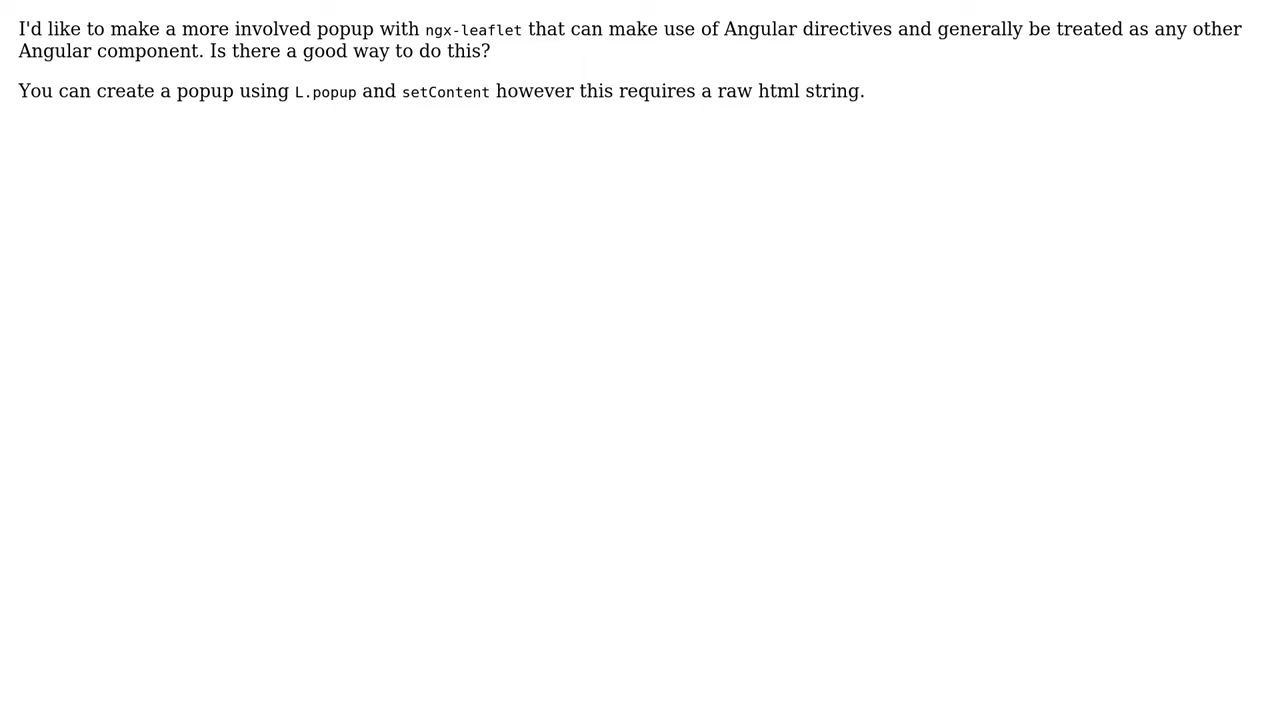 I'd like to make a more involved popup with ngx-leaflet that can make use of Angular directives and generally be treated as any other
Angular component. Is there a good way to do this?
You can create a popup using L.popup and setContent however this requires a raw html string.